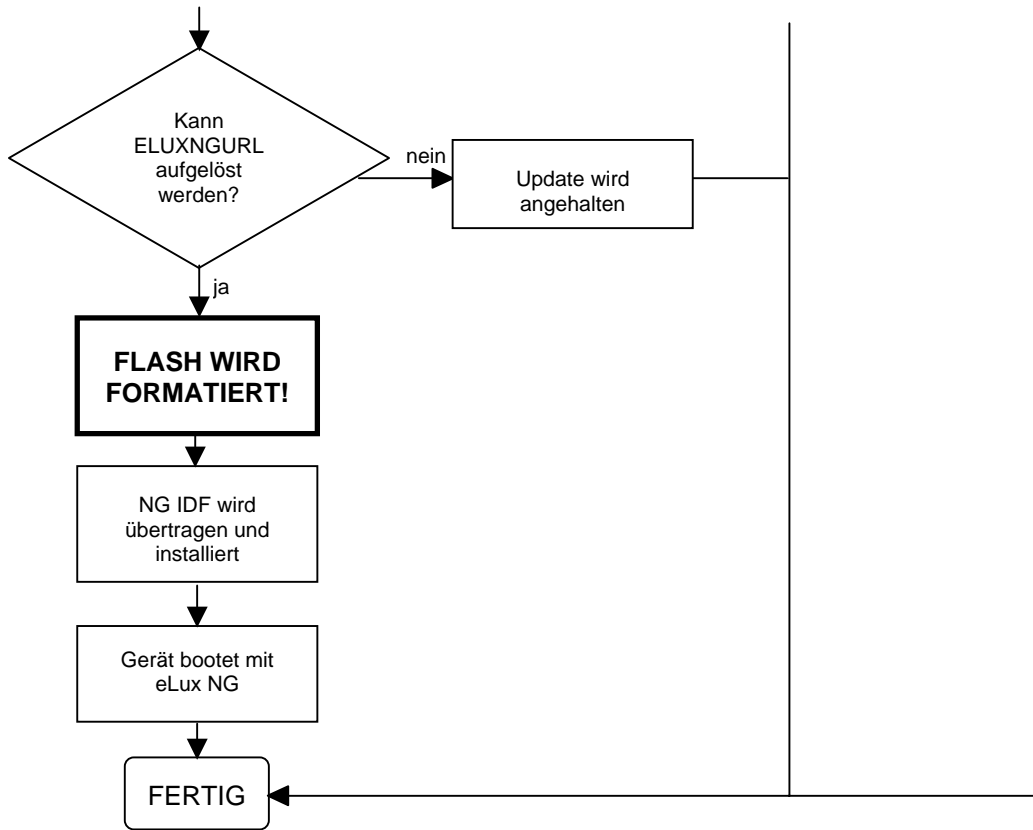 Kann
ELUXNGURL
aufgelöst
werden?
nein
Update wird
angehalten
ja
FLASH WIRD
FORMATIERT!
NG IDF wird
übertragen und
installiert
Gerät bootet mit
eLux NG
FERTIG